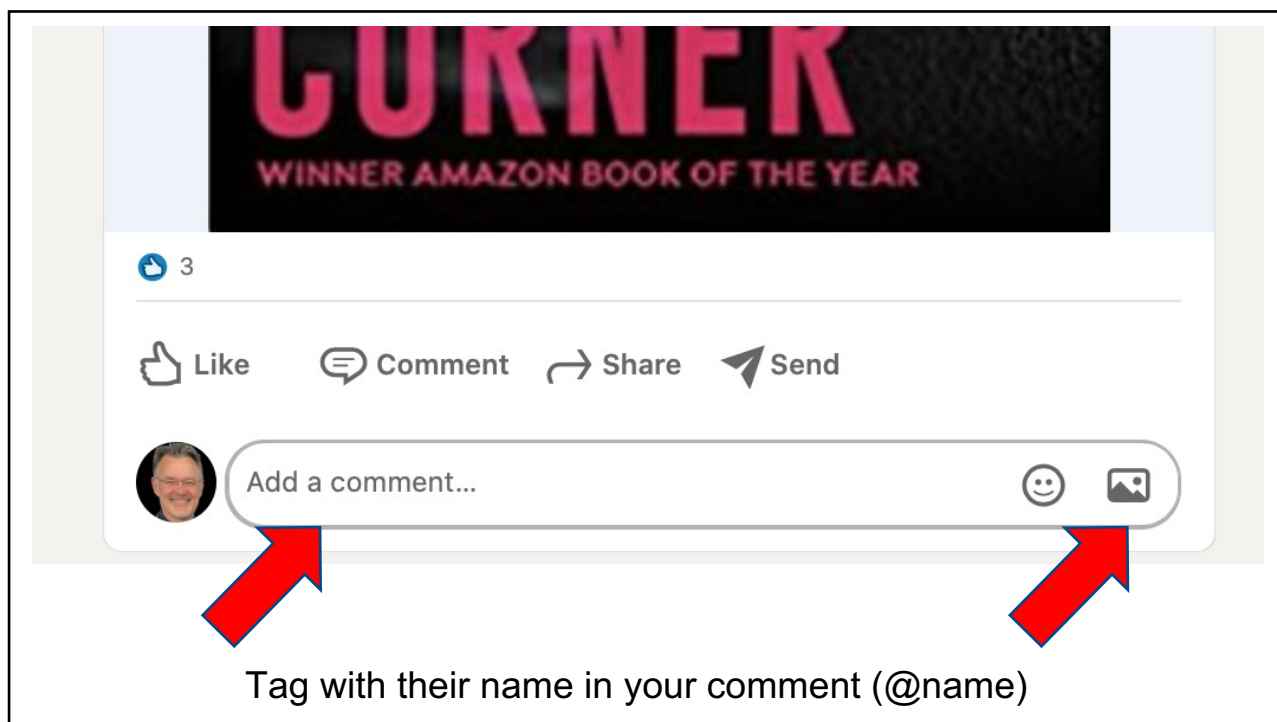 CORNER
WINNER AMAZON BOOK OF THE YEAR
3
Like Comment Share Send
Add a comment...
Tag with their name in your comment (@name)